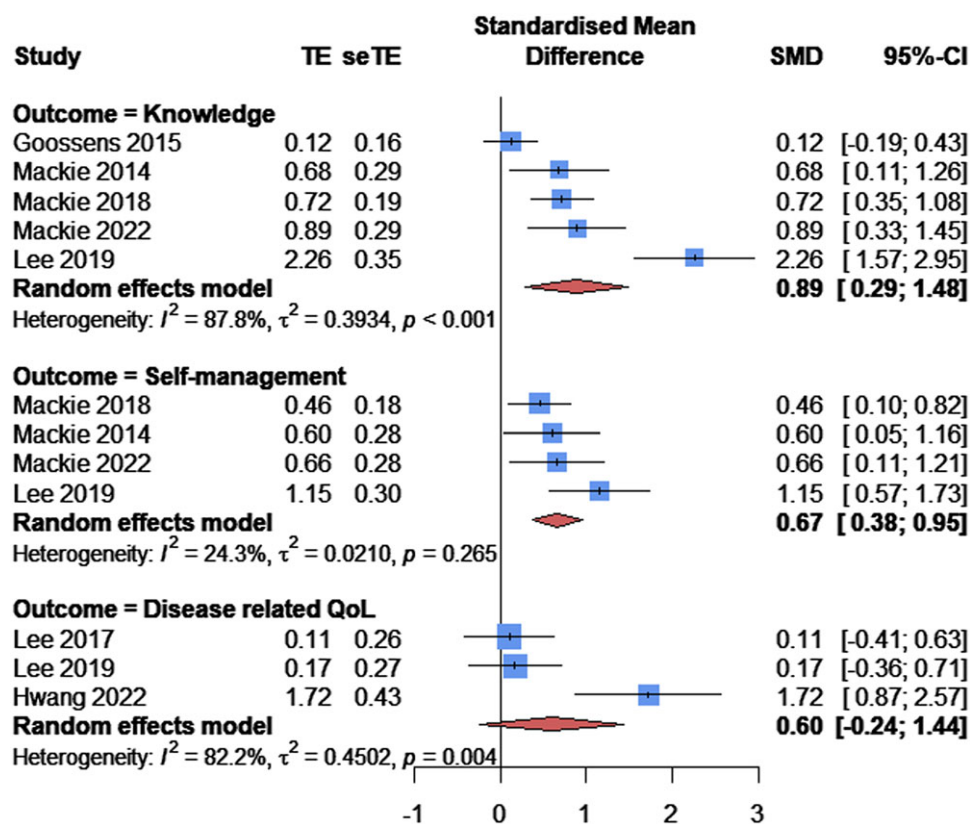 Standardised Mean
Study TE seTE Difference SMD 95%-CI
Outcome = Knowledge
Goossens 2015 0.12 0.16 0.12 [-0.19; 0.43]
Mackie 2014 0.68 0.29 0.68 [ 0.11; 1.26]
Mackie 2018 0.72 0.19 0.72 [ 0.35; 1.08]
Mackie 2022 0.89 0.29 0.89 [ 0.33; 1.45]
Lee 2019 2.26 0.35 2.26 [ 1.57; 2.95]
Random effects model 0.89 [ 0.29; 1.48]
Heterogeneity: I² = 87.8%, τ² = 0.3934, p < 0.001
Outcome = Self-management
Mackie 2018 0.46 0.18 0.46 [ 0.10; 0.82]
Mackie 2014 0.60 0.28 0.60 [ 0.05; 1.16]
Mackie 2022 0.66 0.28 0.66 [ 0.11; 1.21]
Lee 2019 1.15 0.30 1.15 [ 0.57; 1.73]
Random effects model 0.67 [ 0.38; 0.95]
Heterogeneity: I² = 24.3%, τ² = 0.0210, p = 0.265
Outcome = Disease related QoL
Lee 2017 0.11 0.26 0.11 [-0.41; 0.63]
Lee 2019 0.17 0.27 0.17 [-0.36; 0.71]
Hwang 2022 1.72 0.43 1.72 [ 0.87; 2.57]
Random effects model 0.60 [-0.24; 1.44]
Heterogeneity: I² = 82.2%, τ² = 0.4502, p = 0.004
-1 0 1 2 3